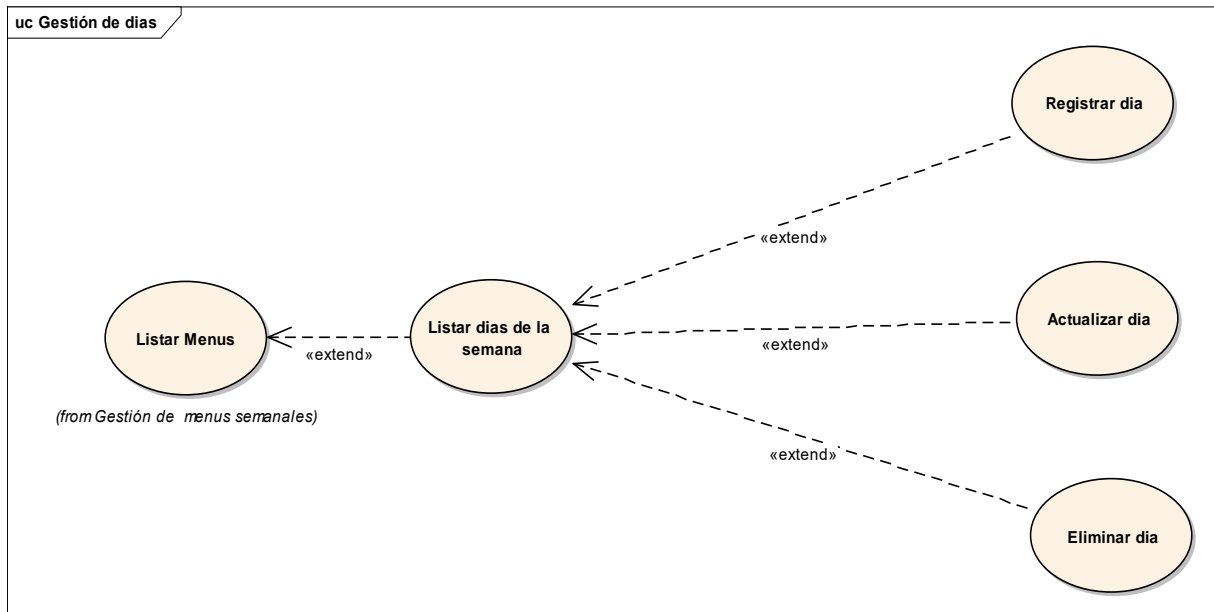 uc Gestión de dias
Registrar dia
«extend»
Listar Menus
«extend»
(from Gestión de menus semanales)
Listar dias de la
semana
«extend»
Actualizar dia
«extend»
Eliminar dia